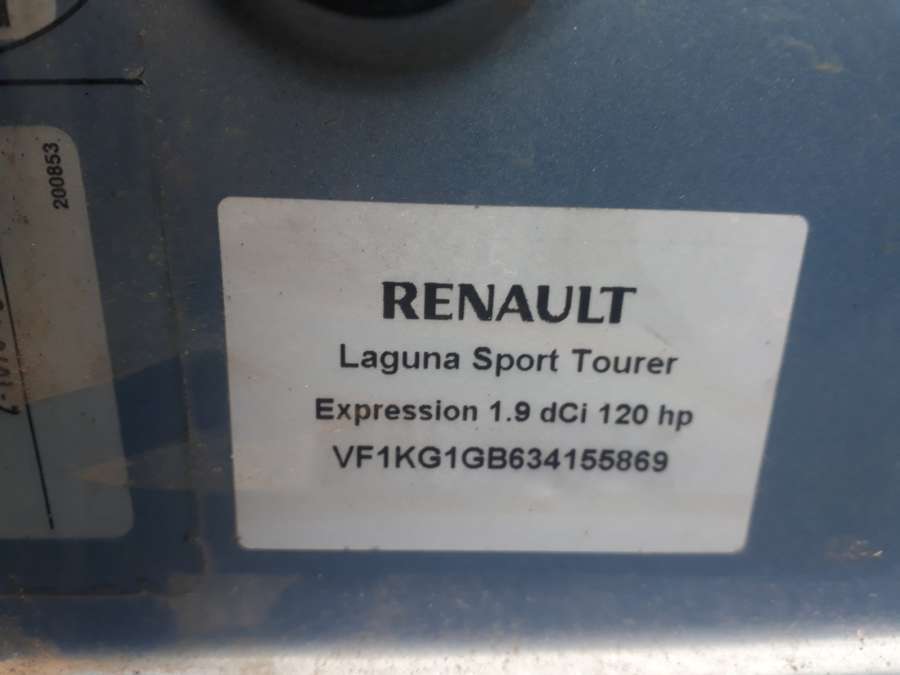 200853
RENAULT
Laguna Sport Tourer
Expression 1.9 dCi 120 hp
VF1KG1GB634155869